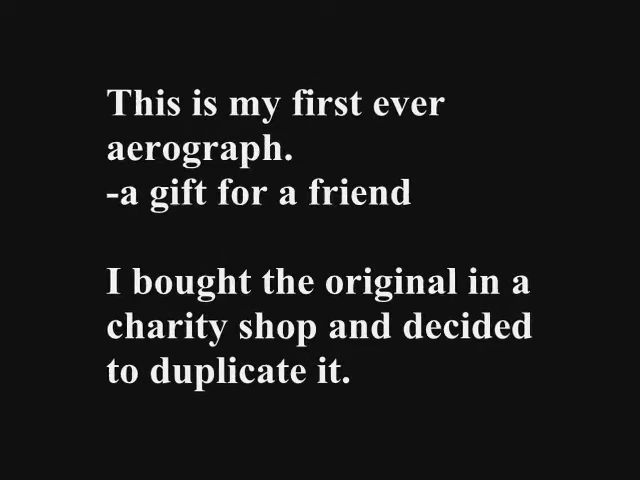 This is my first ever
aerograph.
-a gift for a friend
I bought the original in a
charity shop and decided
to duplicate it.